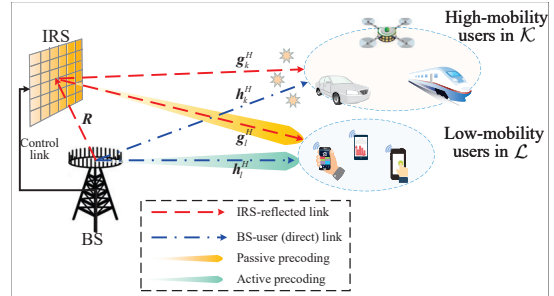 IRS
High-mobility
users in 𝒦
g_k^H
h_k^H
R
Control
link
g_l^H
h_l^H
Low-mobility
users in ℒ
BS
IRS-reflected link
BS-user (direct) link
Passive precoding
Active precoding